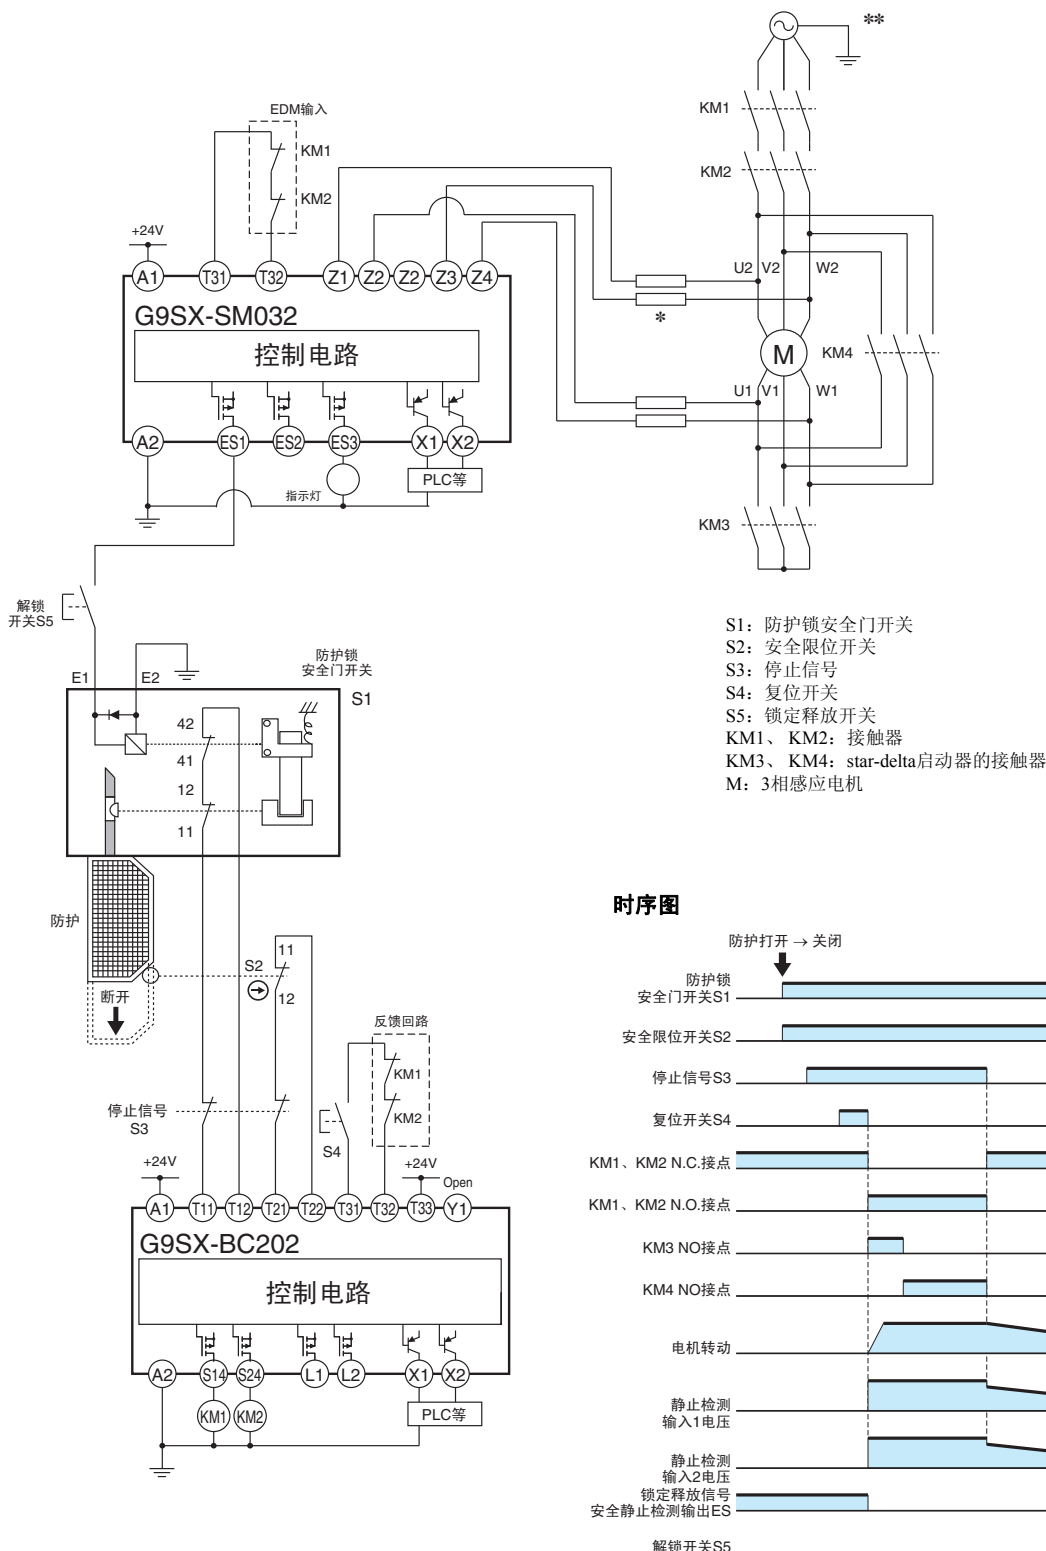 **
EDM输入
KM1
KM2
+24V
A1 T31 T32 Z1 Z2 Z2 Z3 Z4
G9SX-SM032
控制电路
A2 ES1 ES2 ES3 X1 X2
指示灯
PLC等
KM1
KM2
U2 V2 W2
*
M
KM4
U1 V1 W1
KM3
解锁
开关S5
E1 E2
防护锁
安全门开关
S1
42
41
12
11
防护
断开
S2
11
12
反馈回路
KM1
KM2
停止信号
S3
S4
+24V
+24V
Open
A1 T11 T12 T21 T22 T31 T32 T33 Y1
G9SX-BC202
控制电路
A2 S14 S24 L1 L2 X1 X2
KM1 KM2
PLC等
S1：防护锁安全门开关
S2：安全限位开关
S3：停止信号
S4：复位开关
S5：锁定释放开关
KM1、 KM2：接触器
KM3、 KM4：star-delta启动器的接触器
M：3相感应电机
时序图
防护打开 → 关闭
防护锁
安全门开关S1
安全限位开关S2
停止信号S3
复位开关S4
KM1、KM2 N.C.接点
KM1、KM2 N.O.接点
KM3 NO接点
KM4 NO接点
电机转动
静止检测
输入1电压
静止检测
输入2电压
锁定释放信号
安全静止检测输出ES
解锁开关S5